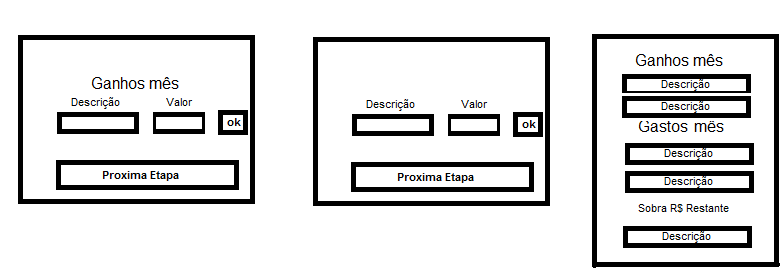 Ganhos mês
Descrição Valor
ok
Proxima Etapa
Descrição Valor
ok
Proxima Etapa
Ganhos mês
Descrição
Descrição
Gastos mês
Descrição
Descrição
Sobra R$ Restante
Descrição